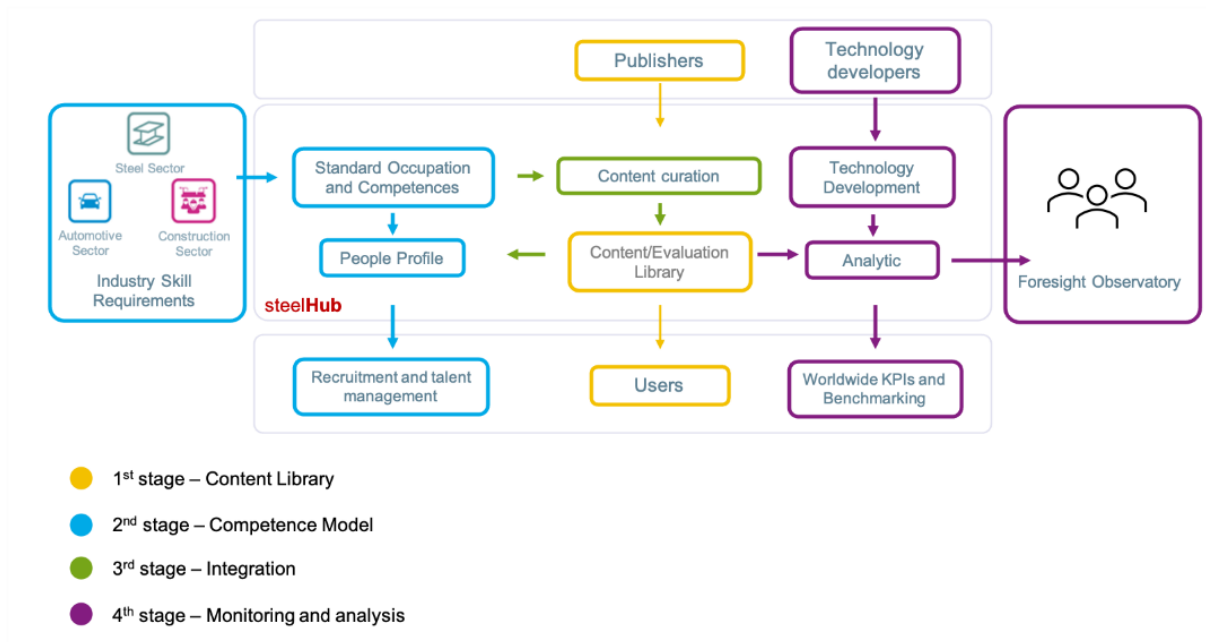 Publishers
Technology
developers
Steel Sector
Automotive
Sector
Construction
Sector
Industry Skill
Requirements
Standard Occupation
and Competences
Content curation
Technology
Development
People Profile
Content/Evaluation
Library
Analytic
Foresight Observatory
steelHub
Recruitment and talent
management
Users
Worldwide KPIs and
Benchmarking
1st stage – Content Library
2nd stage – Competence Model
3rd stage – Integration
4th stage – Monitoring and analysis